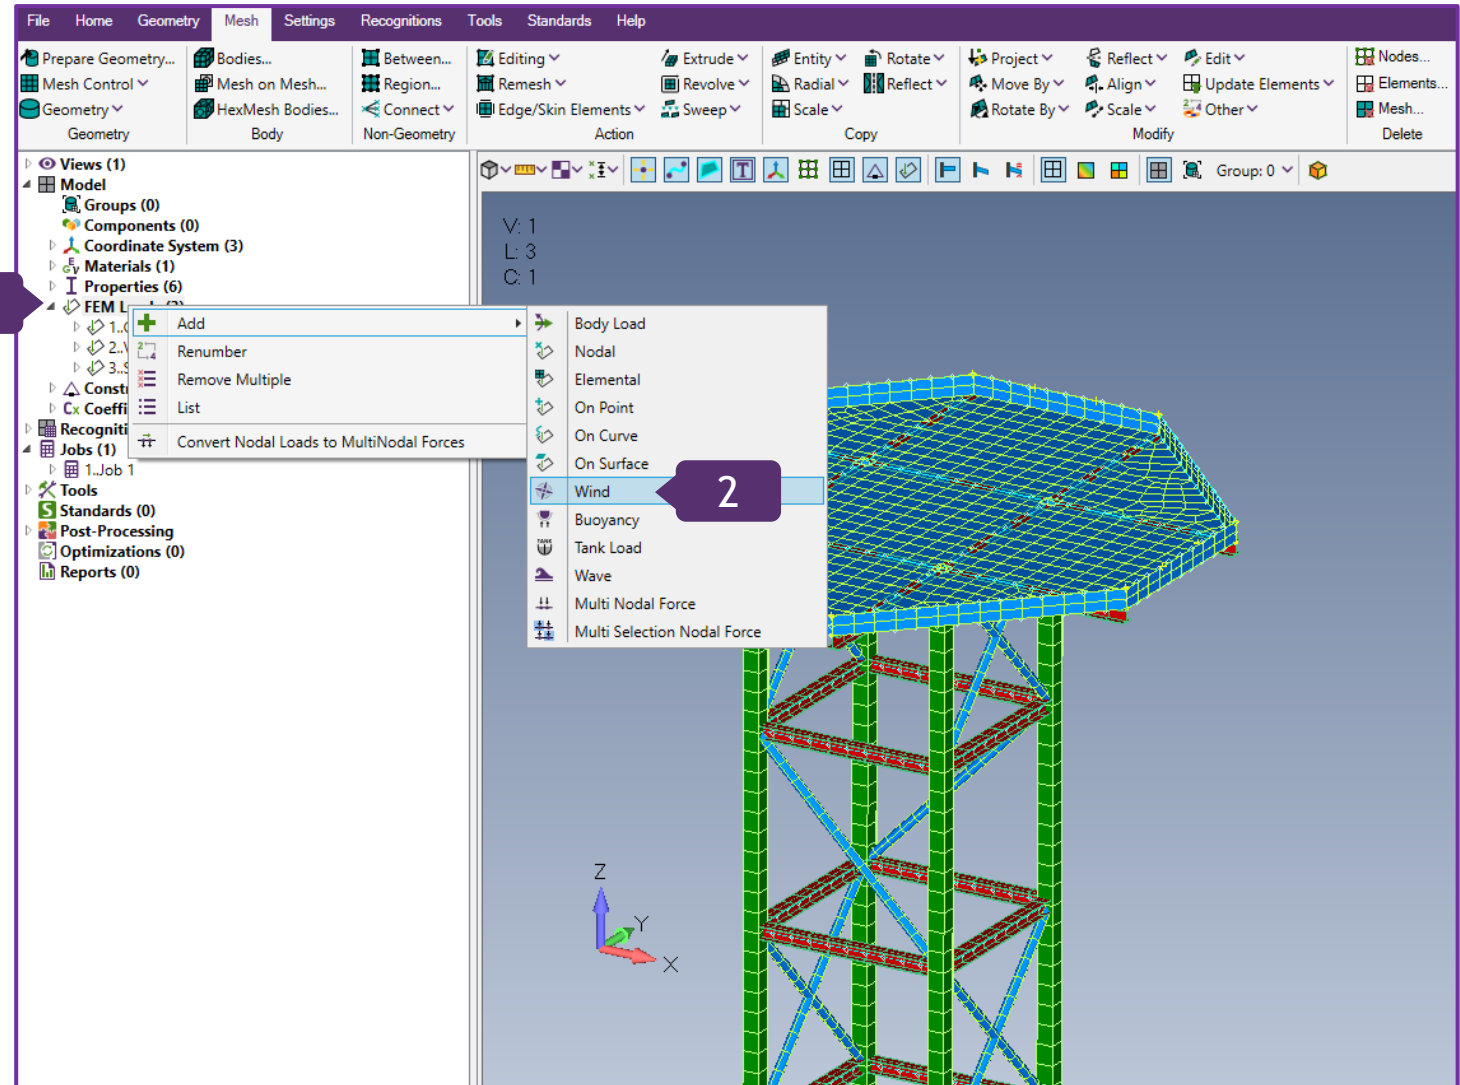 File Home Geometry Mesh Settings Recognitions Tools Standards Help
Prepare Geometry... Bodies... Between... Editing Extrude Entity Rotate Project Reflect Edit Nodes...
Mesh Control Mesh on Mesh... Region... Remesh Revolve Radial Reflect Move By Align Update Elements Elements...
Geometry HexMesh Bodies... Connect Edge/Skin Elements Sweep Scale Rotate By Scale Other Mesh...
Geometry Body Non-Geometry Action Copy Modify Delete
Group: 0
Views (1)
Model
Groups (0)
Components (0)
Coordinate System (3)
Materials (1)
Properties (6)
FEM
1..
2..
3..
Constr
Coeffi
Recogniti
Jobs (1)
1..Job 1
Tools
Standards (0)
Post-Processing
Optimizations (0)
Reports (0)
Add
Renumber
Remove Multiple
List
Convert Nodal Loads to MultiNodal Forces
Body Load
Nodal
Elemental
On Point
On Curve
On Surface
Wind
Buoyancy
Tank Load
Wave
Multi Nodal Force
Multi Selection Nodal Force
2
V: 1
L: 3
C: 1
Z
Y
X